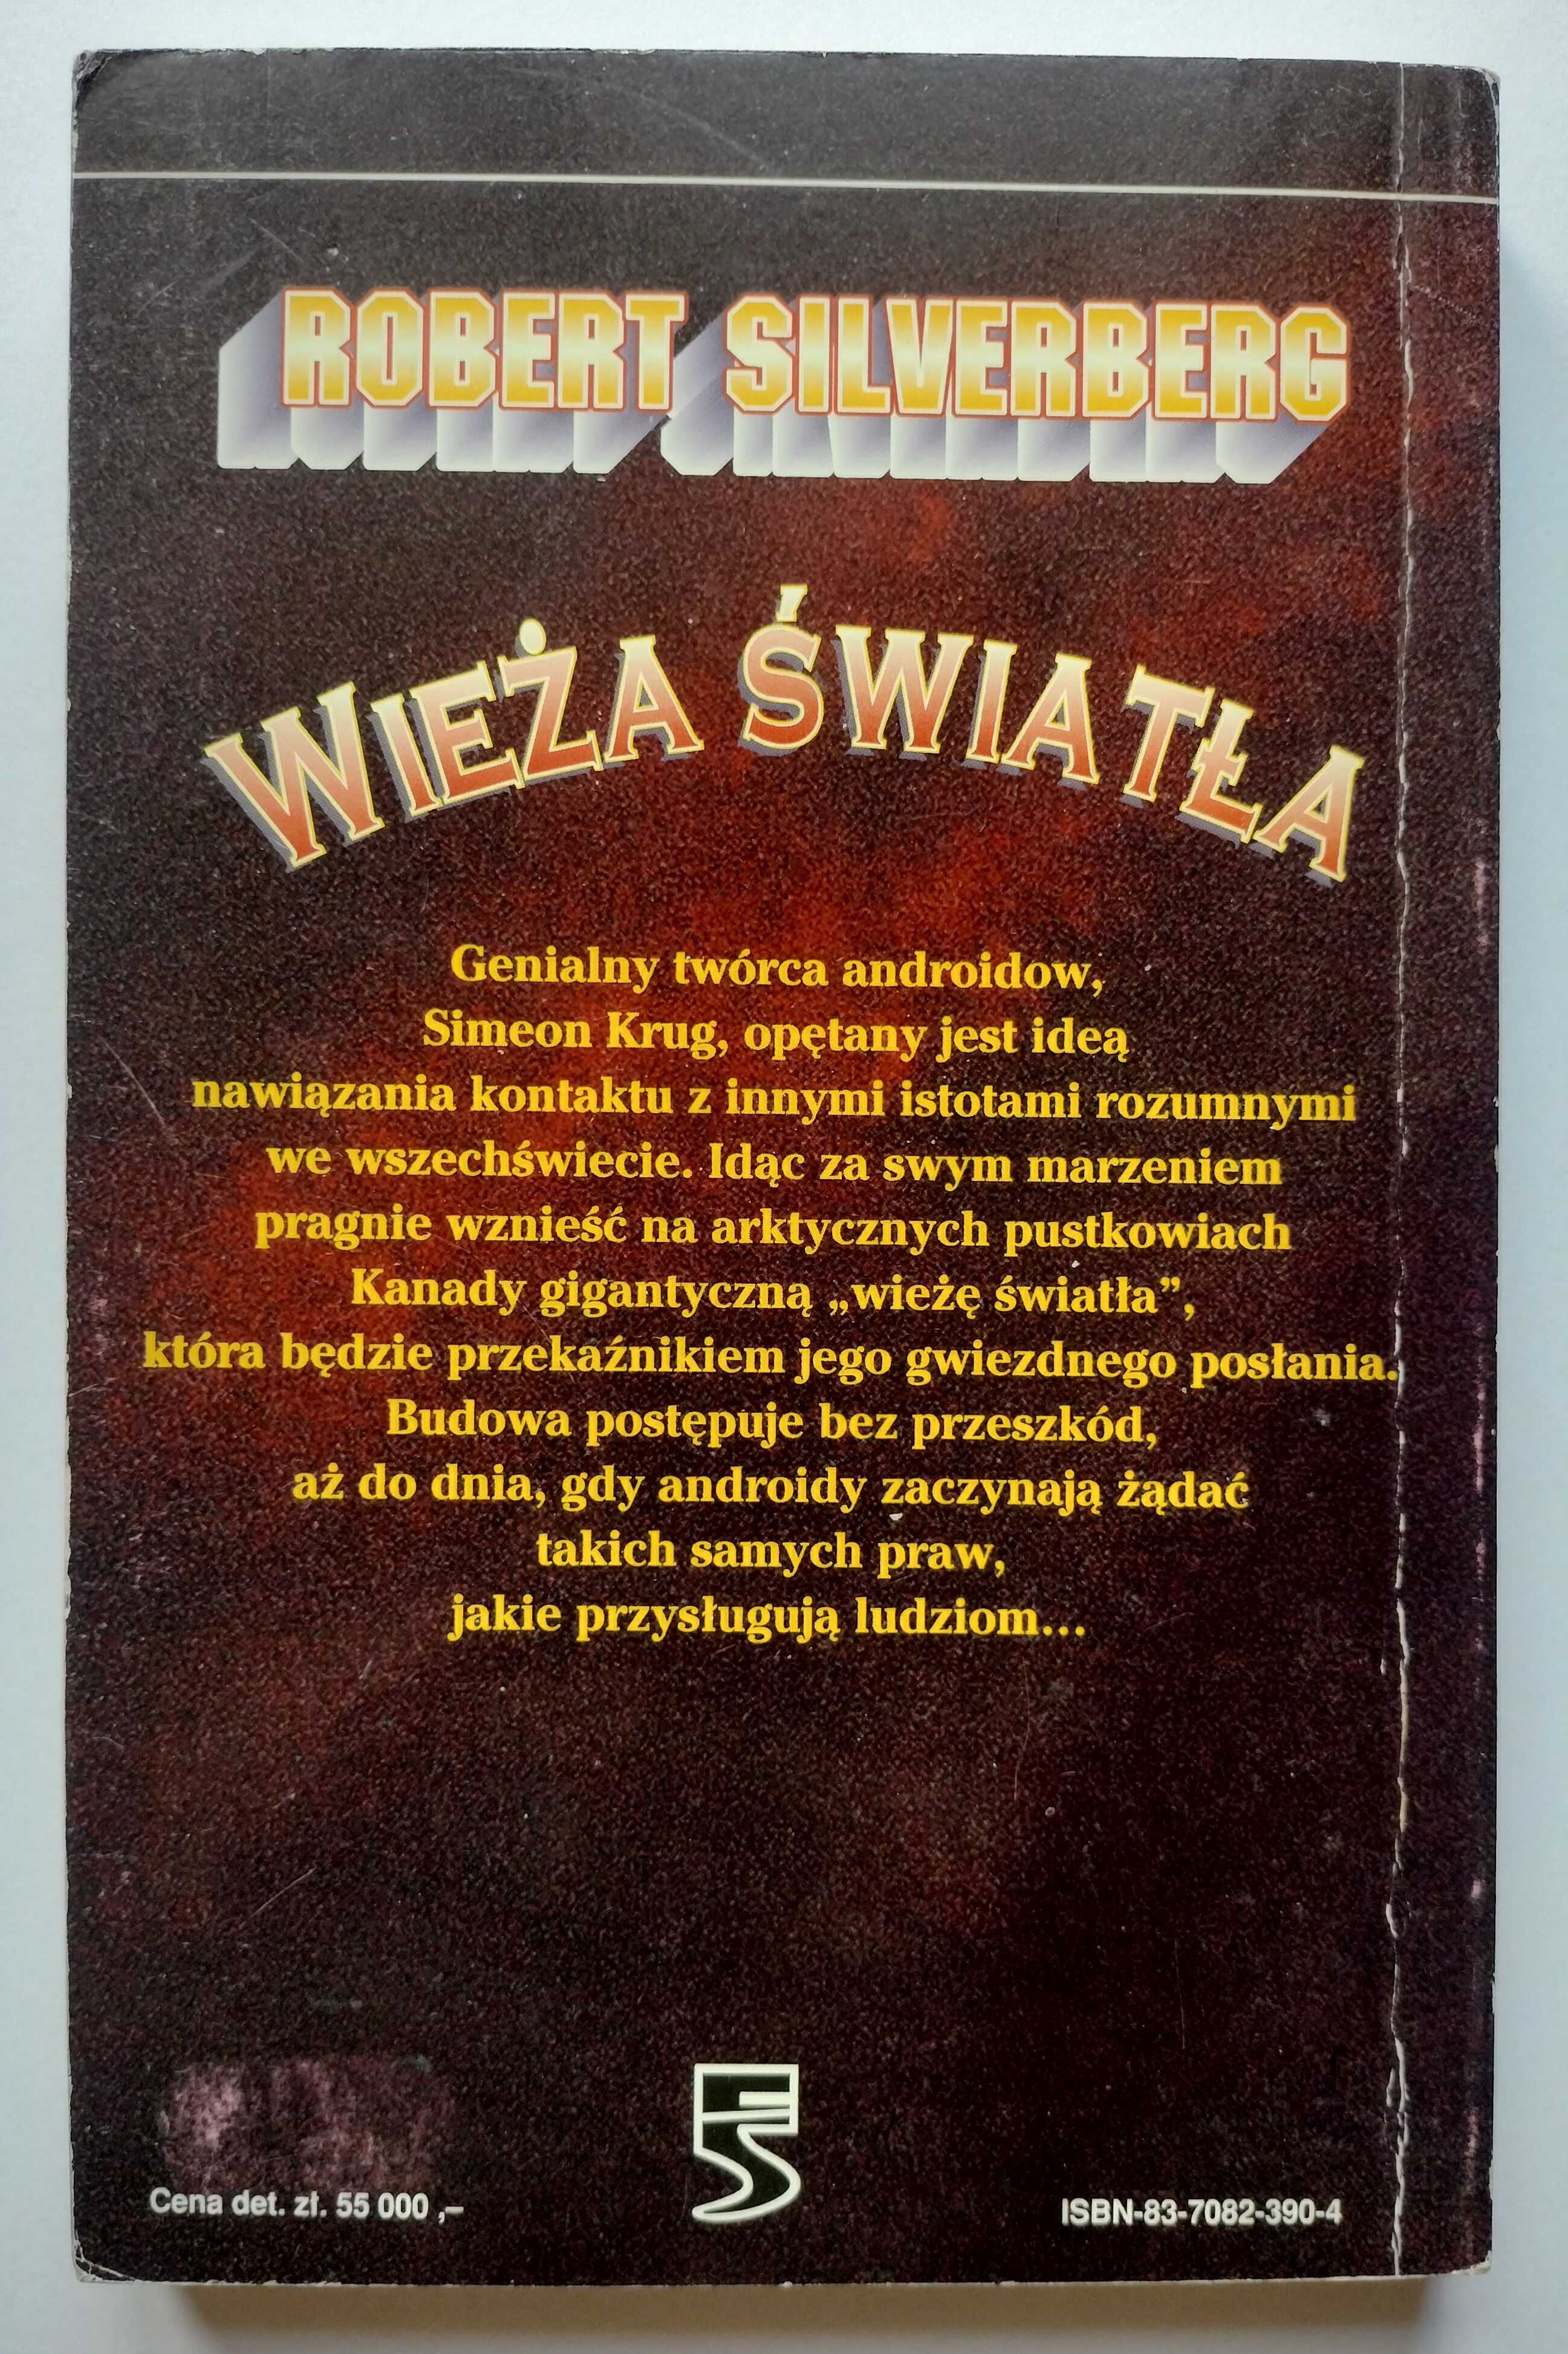 ROBERT SILVERBERG
WIEŻA ŚWIATŁA
Genialny twórca androidow,
Simeon Krug, opętany jest ideą
nawiązania kontaktu z innymi istotami rozumnymi
we wszechświecie. Idąc za swym marzeniem
pragnie wznieść na arktycznych pustkowiach
Kanady gigantyczną „wieżę światła”,
która będzie przekaźnikiem jego gwiezdnego posłania.
Budowa postępuje bez przeszkód,
aż do dnia, gdy androidy zaczynają żądać
takich samych praw,
jakie przysługują ludziom...
FS
Cena det. zł. 55 000 ,–
ISBN-83-7082-390-4